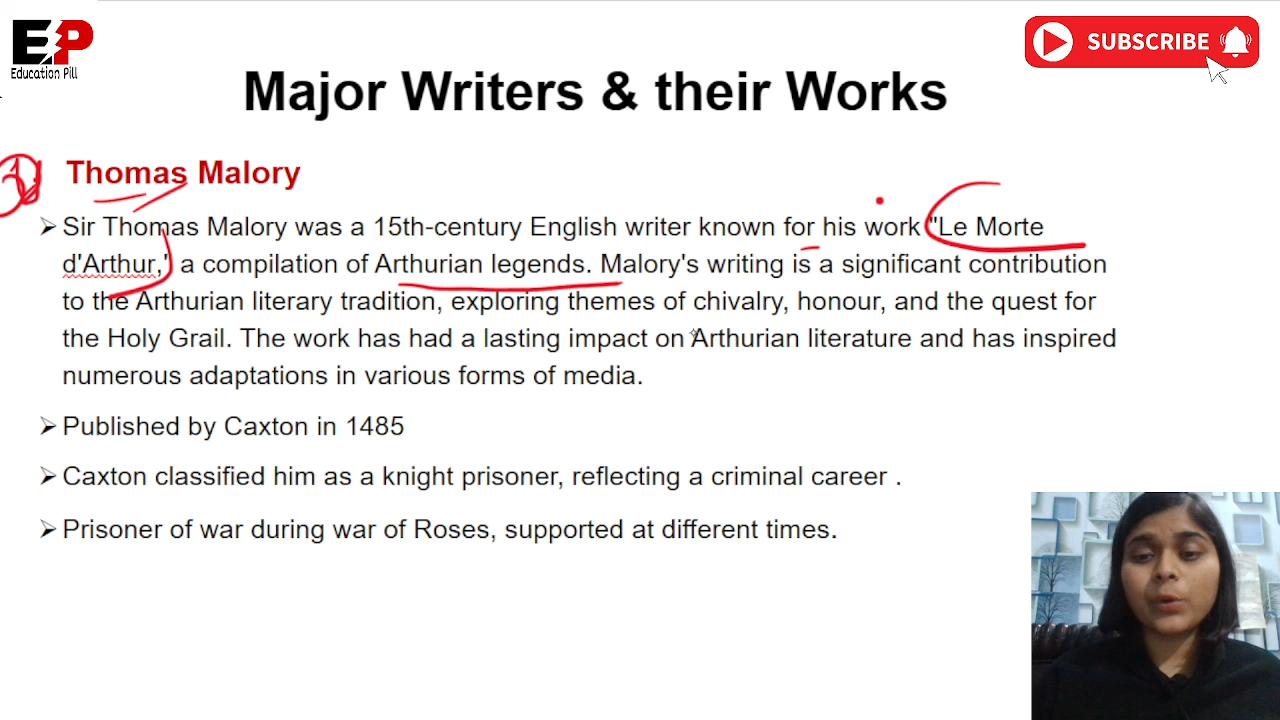 EP
Education Pill
SUBSCRIBE
Major Writers & their Works
Thomas Malory
Sir Thomas Malory was a 15th-century English writer known for his work "Le Morte
d'Arthur," a compilation of Arthurian legends. Malory's writing is a significant contribution
to the Arthurian literary tradition, exploring themes of chivalry, honour, and the quest for
the Holy Grail. The work has had a lasting impact on Arthurian literature and has inspired
numerous adaptations in various forms of media.
Published by Caxton in 1485
Caxton classified him as a knight prisoner, reflecting a criminal career .
Prisoner of war during war of Roses, supported at different times.